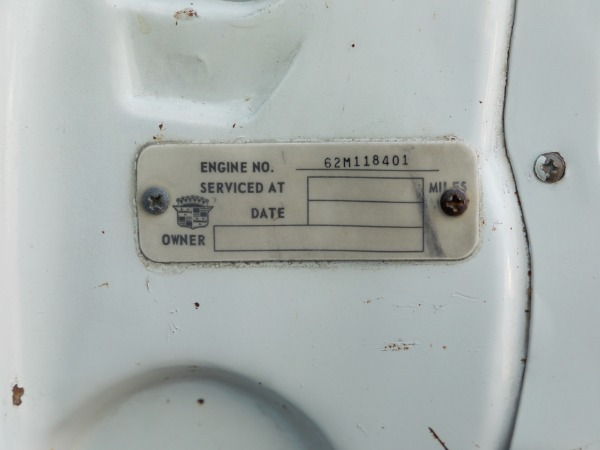 ENGINE NO. 62M118401
SERVICED AT MILES
DATE
OWNER